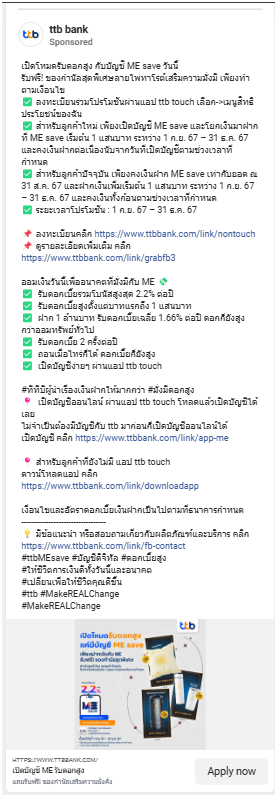 ttb bank
Sponsored
เปิดโหมดรับดอกสูง กับบัญชี ME save วันนี้
รับฟรี! ของกำนัลสุดพิเศษลายไพ่ทาโรต์เสริมความมั่งมี เพียงทำ
ตามเงื่อนไข
✅ ลงทะเบียนร่วมโปรโมชันผ่านแอป ttb touch เลือก->เมนูสิทธิ
ประโยชน์ของฉัน
✅ สำหรับลูกค้าใหม่ เพียงเปิดบัญชี ME save และโยกเงินมาฝาก
ที่ ME save เริ่มต้น 1 แสนบาท ระหว่าง 1 ก.ย. 67 – 31 ธ.ค. 67
และคงเงินฝากต่อเนื่องนับจากวันที่เปิดบัญชีตามช่วงเวลาที่
กำหนด
✅ สำหรับลูกค้าปัจจุบัน เพียงคงเงินฝาก ME save เท่ากับยอด ณ
31 ส.ค. 67 และฝากเงินเพิ่มเริ่มต้น 1 แสนบาท ระหว่าง 1 ก.ย. 67
– 31 ธ.ค. 67 และคงเงินทั้งก้อนตามช่วงเวลาที่กำหนด
✅ ระยะเวลาโปรโมชัน : 1 ก.ย. 67 – 31 ธ.ค. 67
📌 ลงทะเบียนคลิก https://www.ttbbank.com/link/nontouch
📌 ดูรายละเอียดเพิ่มเติม คลิก
https://www.ttbbank.com/link/grabfb3
ออมเงินวันนี้เพื่ออนาคตที่มั่งมีกับ ME 💸
✅ รับดอกเบี้ยรวมโบนัสสูงสุด 2.2% ต่อปี
✅ รับดอกเบี้ยสูงตั้งแต่บาทแรกถึง 1 แสนบาท
✅ ฝาก 1 ล้านบาท รับดอกเบี้ยเฉลี่ย 1.66% ต่อปี ดอกก็ยังสูง
กว่าออมทรัพย์ทั่วไป
✅ รับดอกเบี้ย 2 ครั้งต่อปี
✅ ถอนเมื่อไหร่ก็ได้ ดอกเบี้ยก็ยังสูง
✅ เปิดบัญชีง่ายๆ ผ่านแอป ttb touch
#ทีทีบีผู้นำเรื่องเงินฝากให้มากกว่า #มั่งมีดอกสูง
📍 เปิดบัญชีออนไลน์ ผ่านแอป ttb touch โหลดแล้วเปิดบัญชีได้
เลย
ไม่จำเป็นต้องมีบัญชีกับ ttb มาก่อนก็เปิดบัญชีออนไลน์ได้
เปิดบัญชี คลิก https://www.ttbbank.com/link/app-me
📍 สำหรับลูกค้าที่ยังไม่มี แอป ttb touch
ดาวน์โหลดแอป คลิก
https://www.ttbbank.com/link/downloadapp
เงื่อนไขและอัตราดอกเบี้ยเงินฝากเป็นไปตามที่ธนาคารกำหนด
--------------------------------
💡 มีข้อแนะนำ หรือสอบถามเกี่ยวกับผลิตภัณฑ์และบริการ คลิก
https://www.ttbbank.com/link/fb-contact
#ttbMEsave #บัญชีดิจิทัล #ดอกเบี้ยสูง
#ให้ชีวิตการเงินดีทั้งวันนี้และอนาคต
#เปลี่ยนเพื่อให้ชีวิตคุณดีขึ้น
#ttb #MakeREALChange
#MakeREALChange
เปิดโหมดรับดอกสูง
แค่มีบัญชี ME save
ttb
2.2%
HTTPS://WWW.TTBBANK.COM/
เปิดบัญชี ME รับดอกสูง
แถมรับฟรี! ของกำนัลเสริมความมั่งคั่ง
Apply now